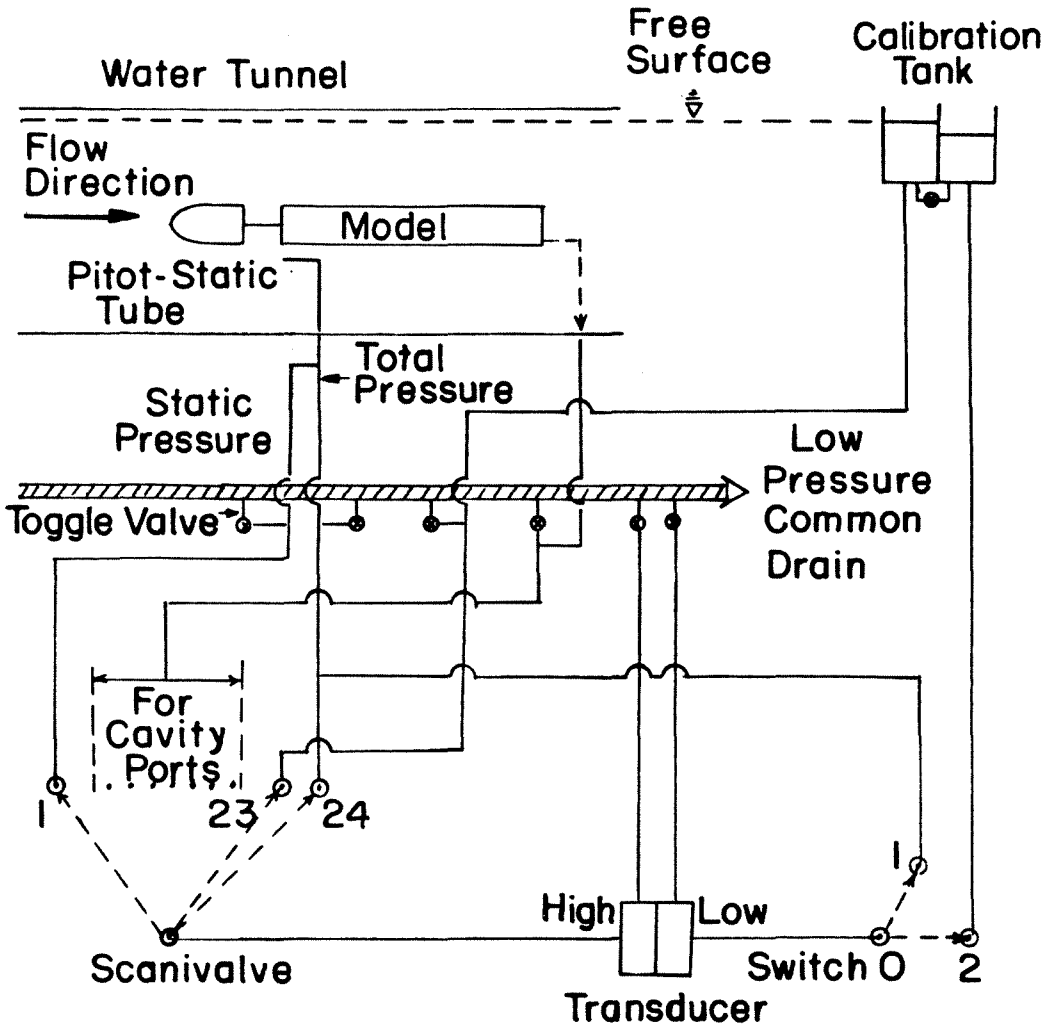 Free
Surface
Calibration
Tank
Water Tunnel
Flow
Direction
Model
Pitot-Static
Tube
Total
Pressure
Static
Pressure
Low
Pressure
Common
Drain
Toggle Valve
For
Cavity
Ports
1
23
24
1
High
Low
Scanivalve
Switch 0
2
Transducer